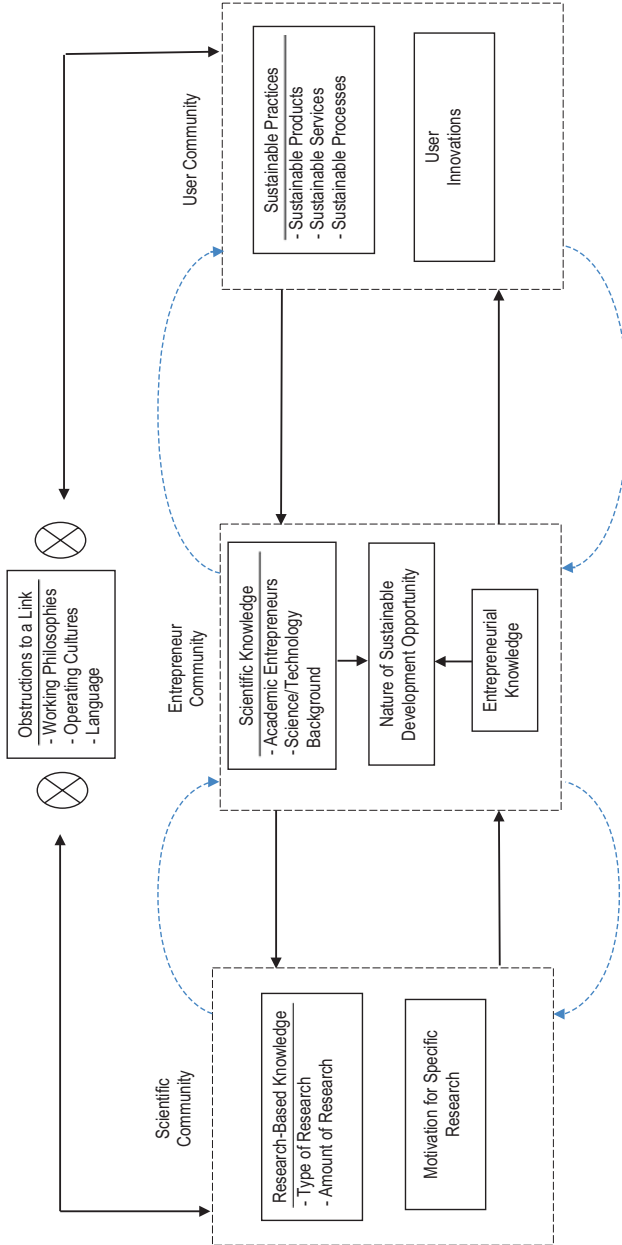 Obstructions to a Link
- Working Philosophies
- Operating Cultures
- Language
Scientific
Community
Research-Based Knowledge
- Type of Research
- Amount of Research
Motivation for Specific
Research
Entrepreneur
Community
Scientific Knowledge
- Academic Entrepreneurs
- Science/Technology
Background
Nature of Sustainable
Development Opportunity
Entrepreneurial
Knowledge
User Community
Sustainable Practices
- Sustainable Products
- Sustainable Services
- Sustainable Processes
User
Innovations